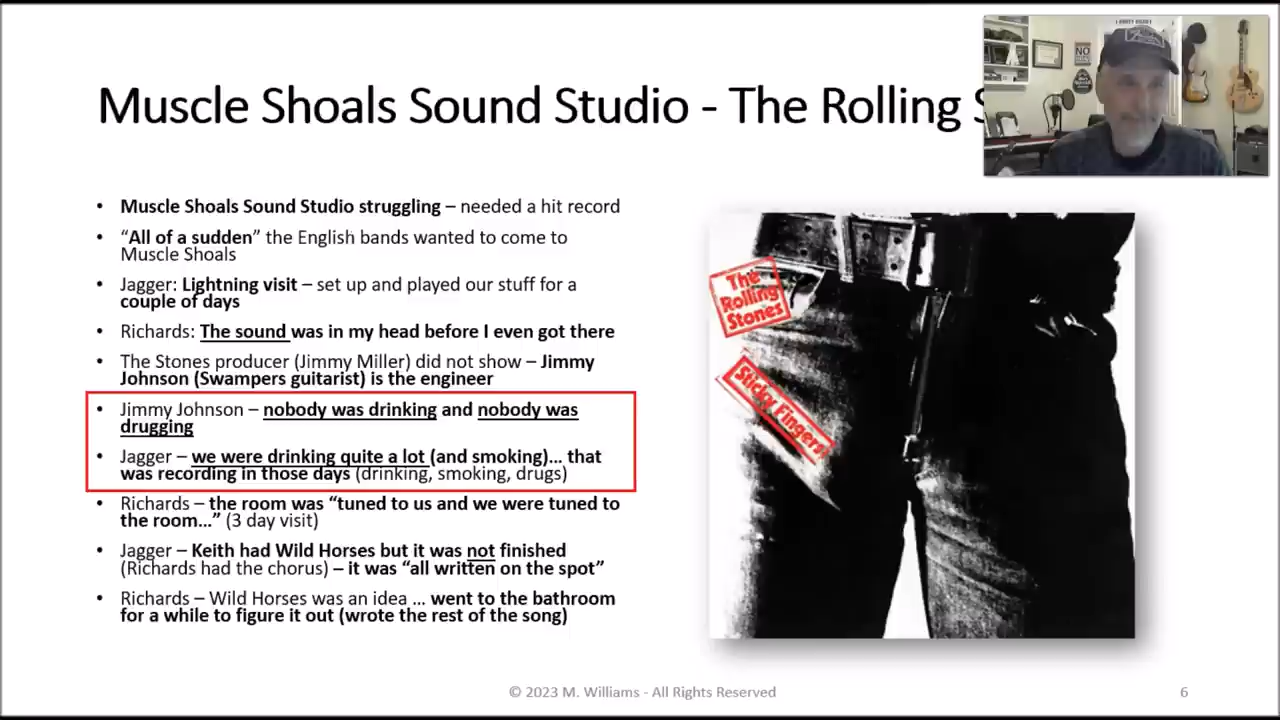 Muscle Shoals Sound Studio - The Rolling
• Muscle Shoals Sound Studio struggling – needed a hit record
• “All of a sudden” the English bands wanted to come to
Muscle Shoals
• Jagger: Lightning visit – set up and played our stuff for a
couple of days
• Richards: The sound was in my head before I even got there
• The Stones producer (Jimmy Miller) did not show – Jimmy
Johnson (Swampers guitarist) is the engineer
• Jimmy Johnson – nobody was drinking and nobody was
drugging
• Jagger – we were drinking quite a lot (and smoking)... that
was recording in those days (drinking, smoking, drugs)
• Richards – the room was “tuned to us and we were tuned to
the room...” (3 day visit)
• Jagger – Keith had Wild Horses but it was not finished
(Richards had the chorus) – it was “all written on the spot”
• Richards – Wild Horses was an idea ... went to the bathroom
for a while to figure it out (wrote the rest of the song)
The
Rolling
Stones
Sticky Fingers
NO
© 2023 M. Williams - All Rights Reserved
6